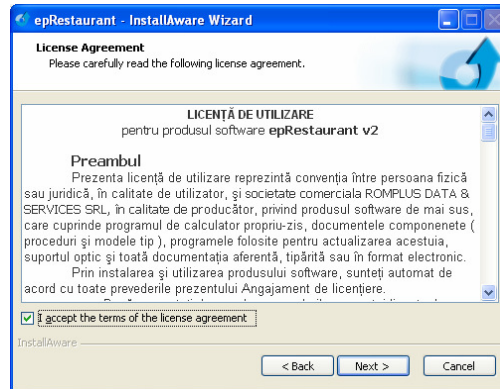 epRestaurant - InstallAware Wizard
License Agreement
Please carefully read the following license agreement.
LICENȚĂ DE UTILIZARE
pentru produsul software epRestaurant v2
Preambul
Prezenta licență de utilizare reprezintă convenția între persoana fizică
sau juridică, în calitate de utilizator, și societate comerciala ROMPLUS DATA &
SERVICES SRL, în calitate de producător, privind produsul software de mai sus,
care cuprinde programul de calculator propriu-zis, documentele componenete (
proceduri și modele tip ), programele folosite pentru actualizarea acestuia,
suportul optic și toată documentația aferentă, tipărită sau în format electronic.
Prin instalarea și utilizarea produsului software, sunteți automat de
acord cu toate prevederile prezentului Angajament de licențiere.
I accept the terms of the license agreement
InstallAware
< Back
Next >
Cancel